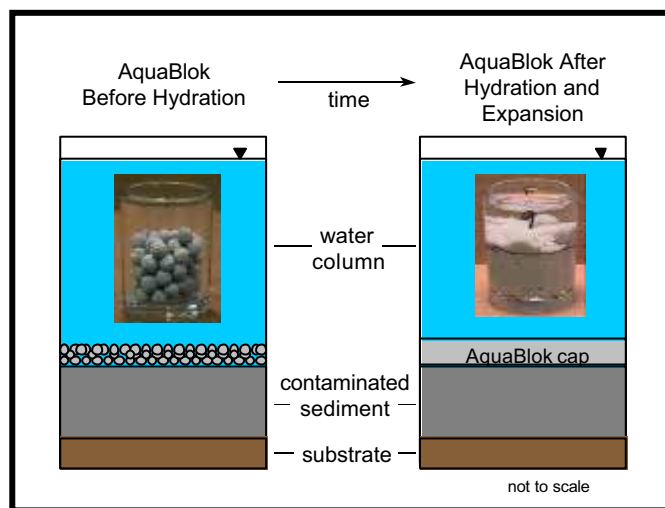 AquaBlok
Before Hydration
time
AquaBlok After
Hydration and
Expansion
water
column
AquaBlok cap
contaminated
sediment
substrate
not to scale